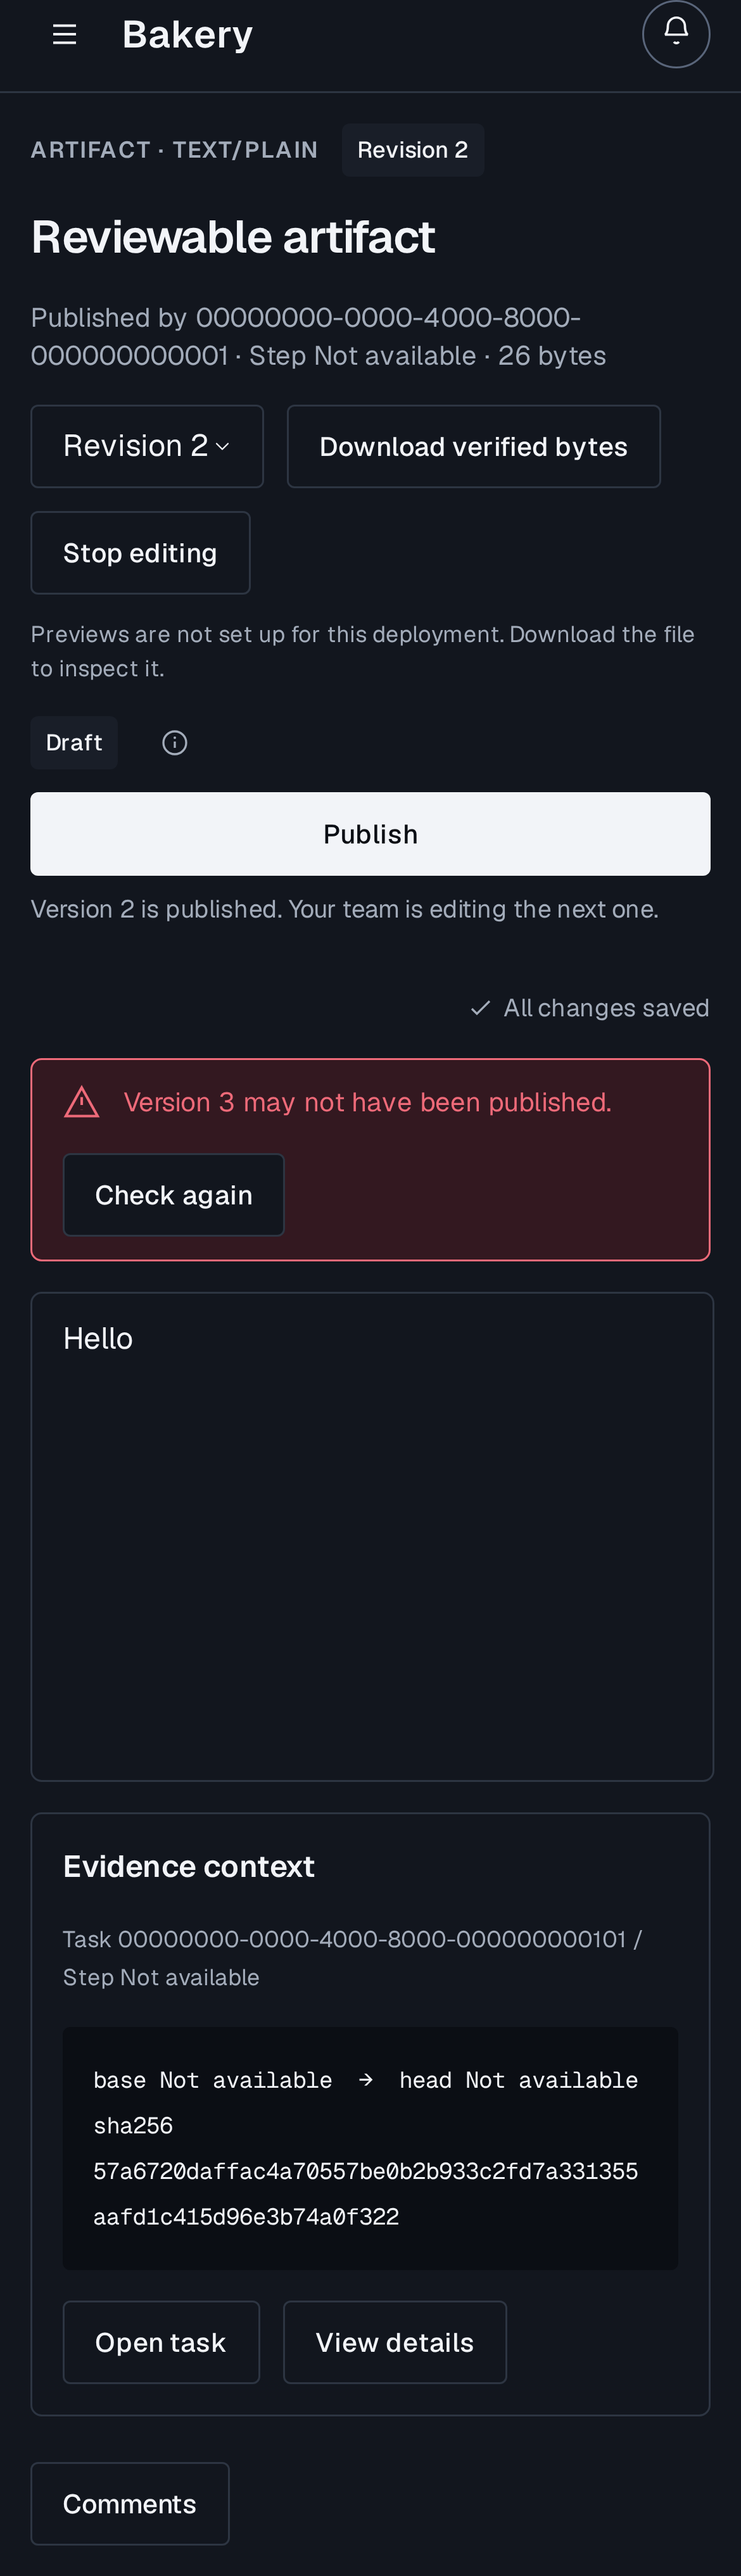 Bakery
ARTIFACT · TEXT/PLAIN
Revision 2
Reviewable artifact
Published by 00000000-0000-4000-8000-
000000000001 · Step Not available · 26 bytes
Revision 2
Download verified bytes
Stop editing
Previews are not set up for this deployment. Download the file
to inspect it.
Draft
Publish
Version 2 is published. Your team is editing the next one.
All changes saved
Version 3 may not have been published.
Check again
Hello
Evidence context
Task 00000000-0000-4000-8000-000000000101 /
Step Not available
base Not available → head Not available
sha256
57a6720daffac4a70557be0b2b933c2fd7a331355
aafd1c415d96e3b74a0f322
Open task
View details
Comments